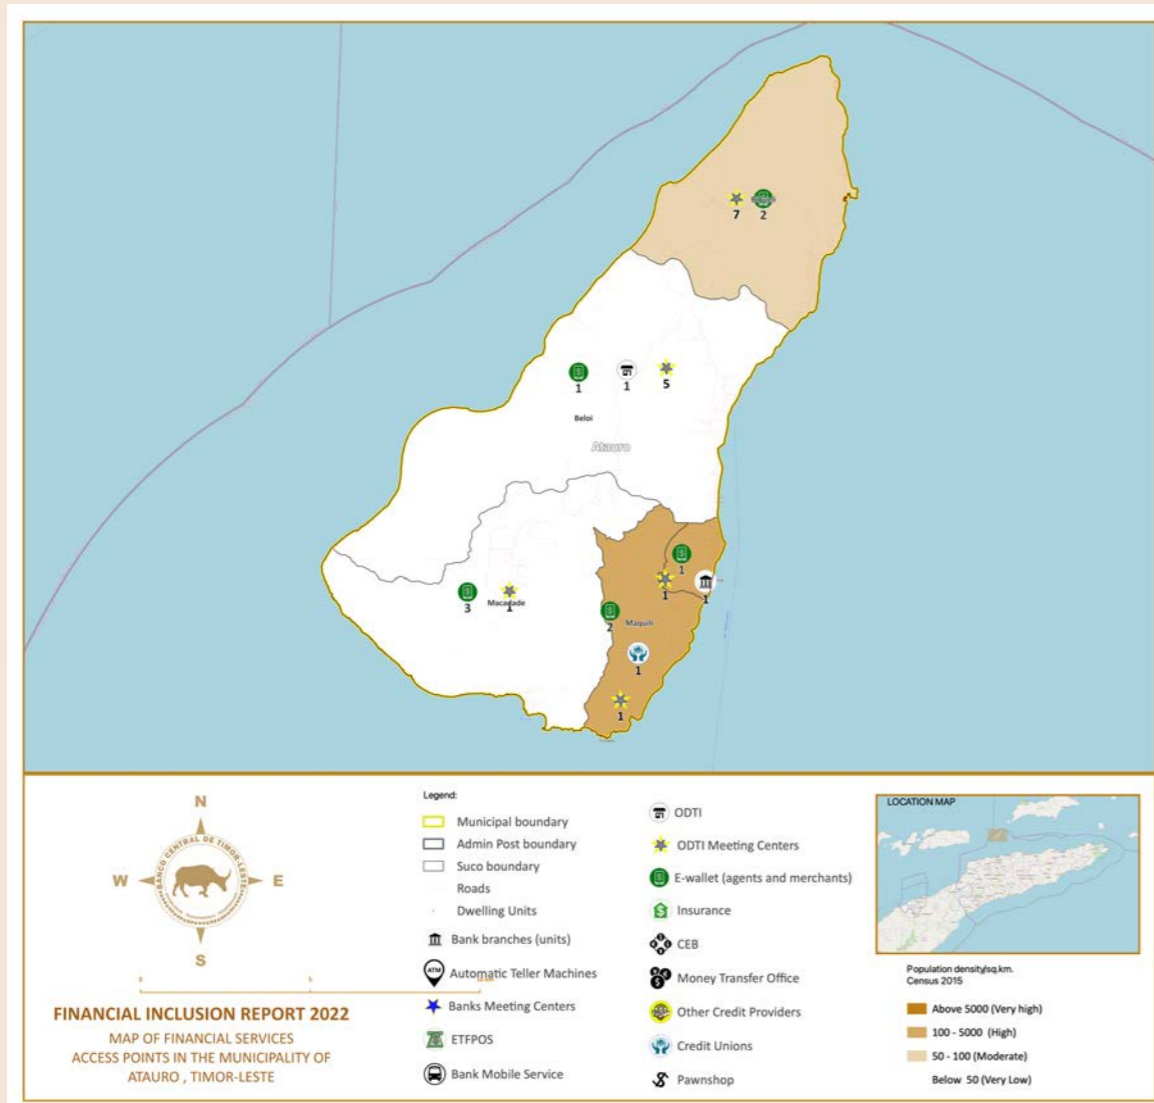 7
2
1
1
5
Beloi
Atauro
1
1
1
3
Macadade
1
2
Maquili
1
1
N
W
E
S
BANCO CENTRAL DE TIMOR-LESTE
FINANCIAL INCLUSION REPORT 2022
MAP OF FINANCIAL SERVICES
ACCESS POINTS IN THE MUNICIPALITY OF
ATAURO , TIMOR-LESTE
Legend:
Municipal boundary
Admin Post boundary
Suco boundary
Roads
Dwelling Units
Bank branches (units)
ATM
Automatic Teller Machines
Banks Meeting Centers
ETFPOS
Bank Mobile Service
ODTI
ODTI Meeting Centers
E-wallet (agents and merchants)
Insurance
CEB
Money Transfer Office
Other Credit Providers
Credit Unions
Pawnshop
LOCATION MAP
Population density/sq.km.
Census 2015
Above 5000 (Very high)
100 - 5000 (High)
50 - 100 (Moderate)
Below 50 (Very Low)